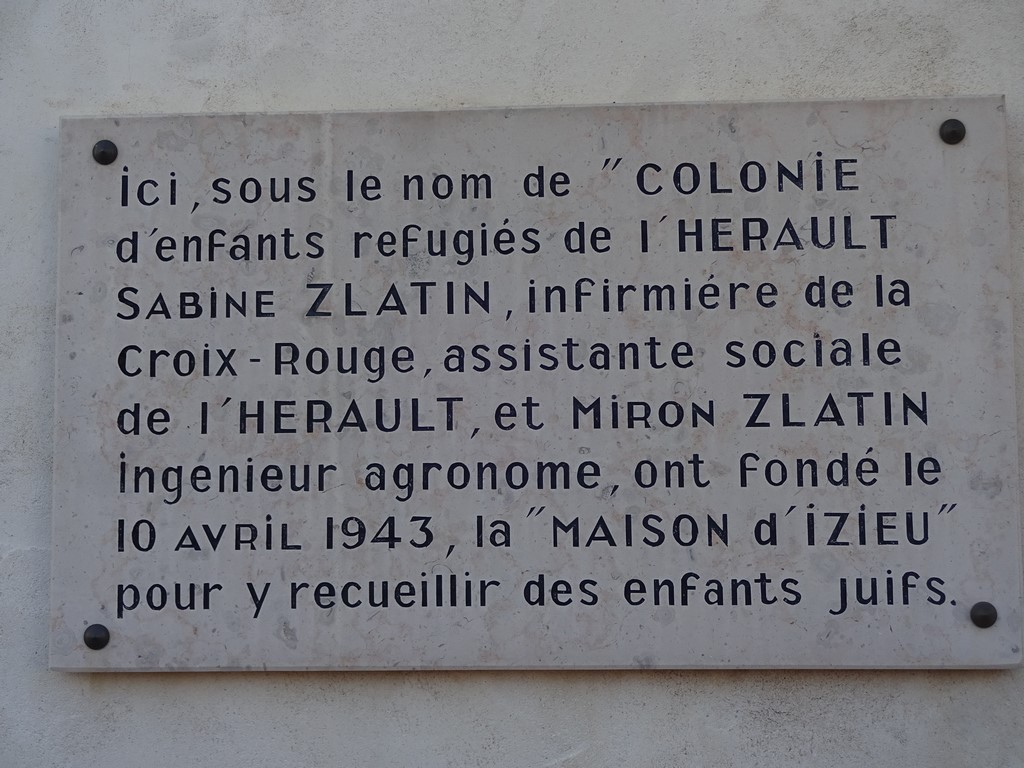 ici, sous le nom de "COLONiE
d'enfants refugiés de l'HERAULT
SABiNE ZLATIN, infirmiére de la
Croix-Rouge, assistante sociale
de l'HERAULT, et MiRON ZLATIN
ingenieur agronome, ont fondé le
10 AVRiL 1943, la "MAISON d'iZiEU"
pour y recueillir des enfants juifs.